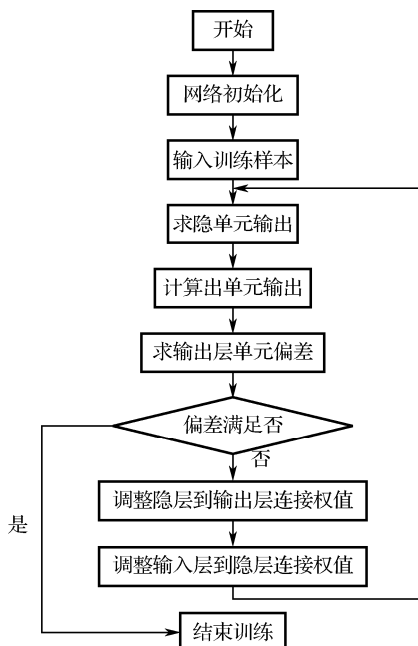 开始
网络初始化
输入训练样本
求隐单元输出
计算出单元输出
求输出层单元偏差
偏差满足否
否
调整隐层到输出层连接权值
是
调整输入层到隐层连接权值
结束训练